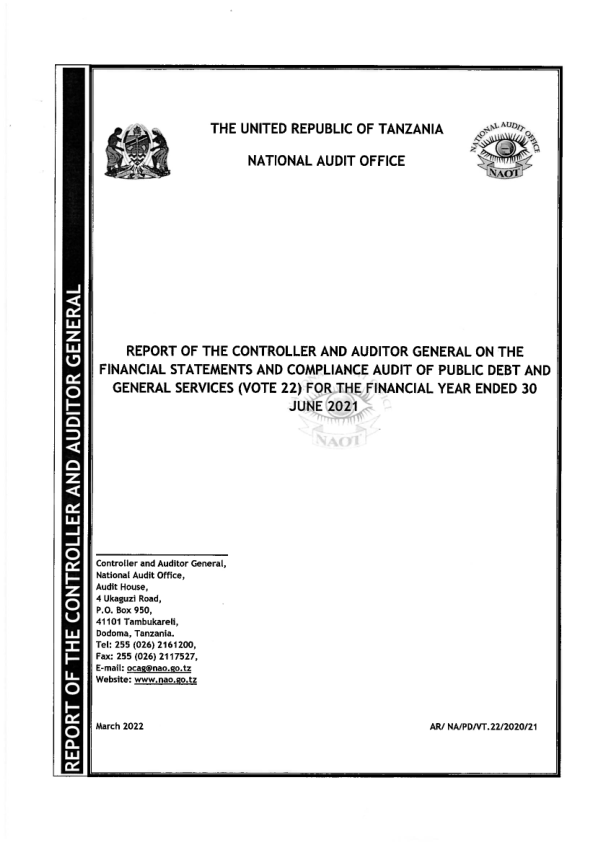 THE UNITED REPUBLIC OF TANZANIA
NATIONAL AUDIT OFFICE
NATIONAL AUDIT OFFICE
NAOT
REPORT OF THE CONTROLLER AND AUDITOR GENERAL
REPORT OF THE CONTROLLER AND AUDITOR GENERAL ON THE
FINANCIAL STATEMENTS AND COMPLIANCE AUDIT OF PUBLIC DEBT AND
GENERAL SERVICES (VOTE 22) FOR THE FINANCIAL YEAR ENDED 30
JUNE 2021
NAOT
Controller and Auditor General,
National Audit Office,
Audit House,
4 Ukaguzi Road,
P.O. Box 950,
41101 Tambukareli,
Dodoma, Tanzania.
Tel: 255 (026) 2161200,
Fax: 255 (026) 2117527,
E-mail: ocag@nao.go.tz
Website: www.nao.go.tz
March 2022
AR/ NA/PD/VT.22/2020/21